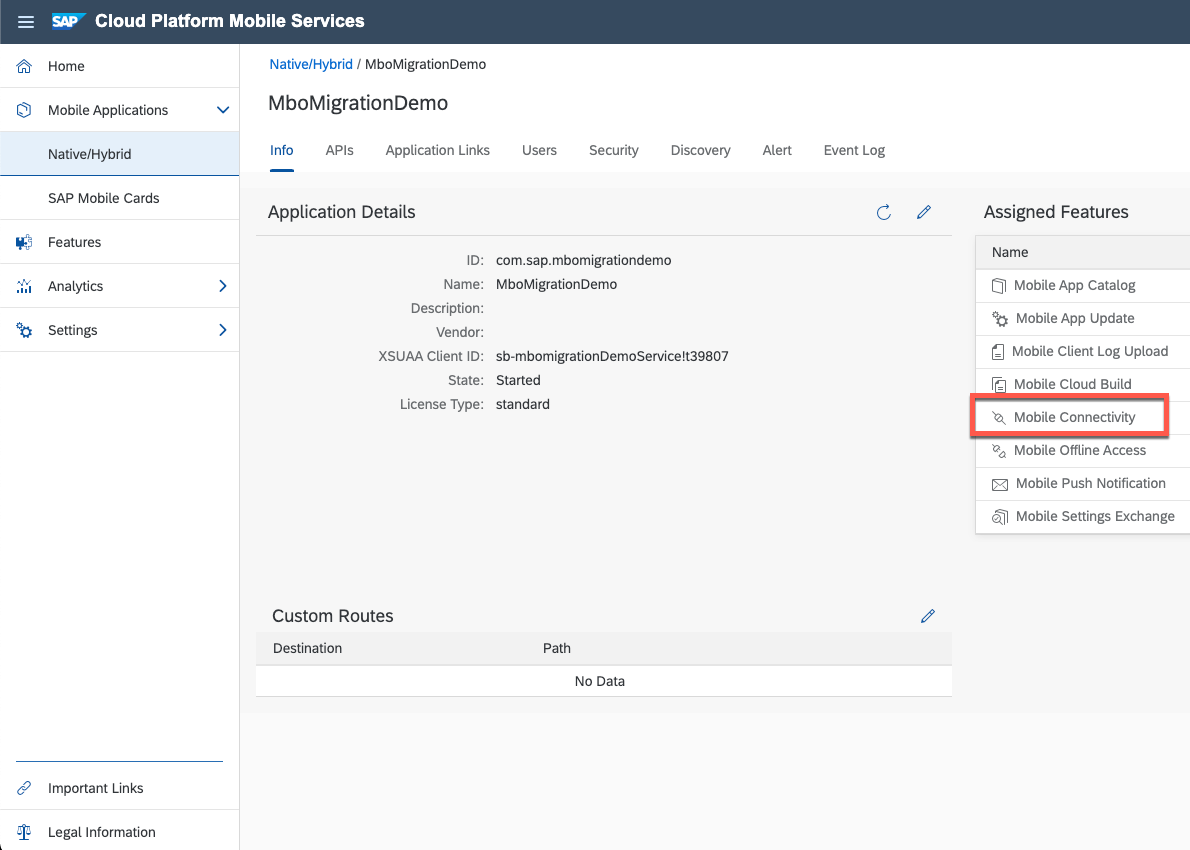 SAP Cloud Platform Mobile Services
Home
Mobile Applications
Native/Hybrid
SAP Mobile Cards
Features
Analytics
Settings
Important Links
Legal Information
Native/Hybrid / MboMigrationDemo
MboMigrationDemo
Info APIs Application Links Users Security Discovery Alert Event Log
Application Details
ID: com.sap.mbomigrationdemo
Name: MboMigrationDemo
Description:
Vendor:
XSUAA Client ID: sb-mbomigrationDemoService!t39807
State: Started
License Type: standard
Custom Routes
Destination Path
No Data
Assigned Features
Name
Mobile App Catalog
Mobile App Update
Mobile Client Log Upload
Mobile Cloud Build
Mobile Connectivity
Mobile Offline Access
Mobile Push Notification
Mobile Settings Exchange